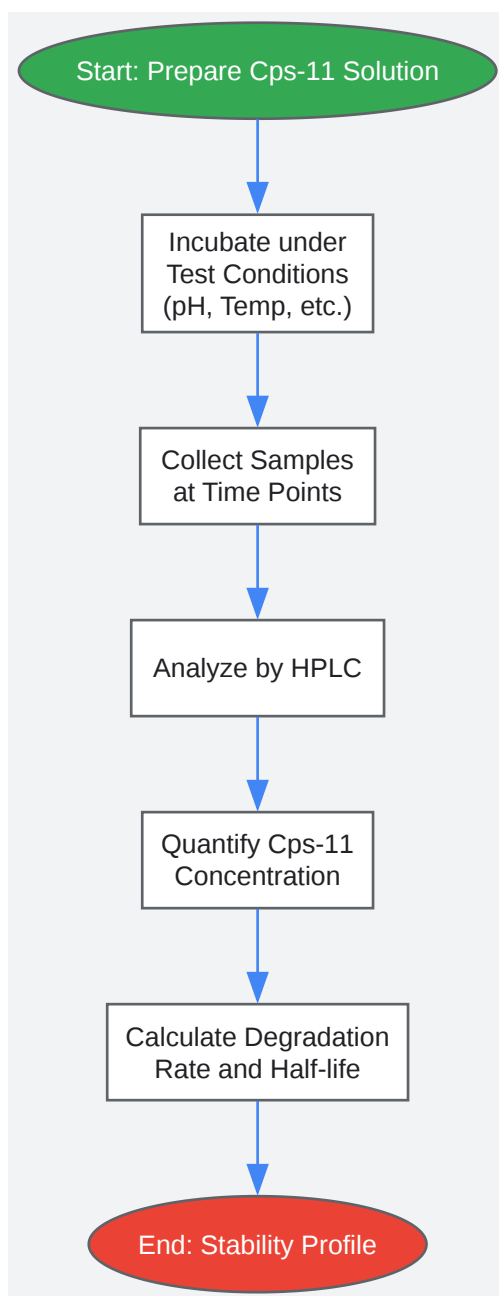 Start: Prepare Cps-11 Solution
Incubate under
Test Conditions
(pH, Temp, etc.)
Collect Samples
at Time Points
Analyze by HPLC
Quantify Cps-11
Concentration
Calculate Degradation
Rate and Half-life
End: Stability Profile